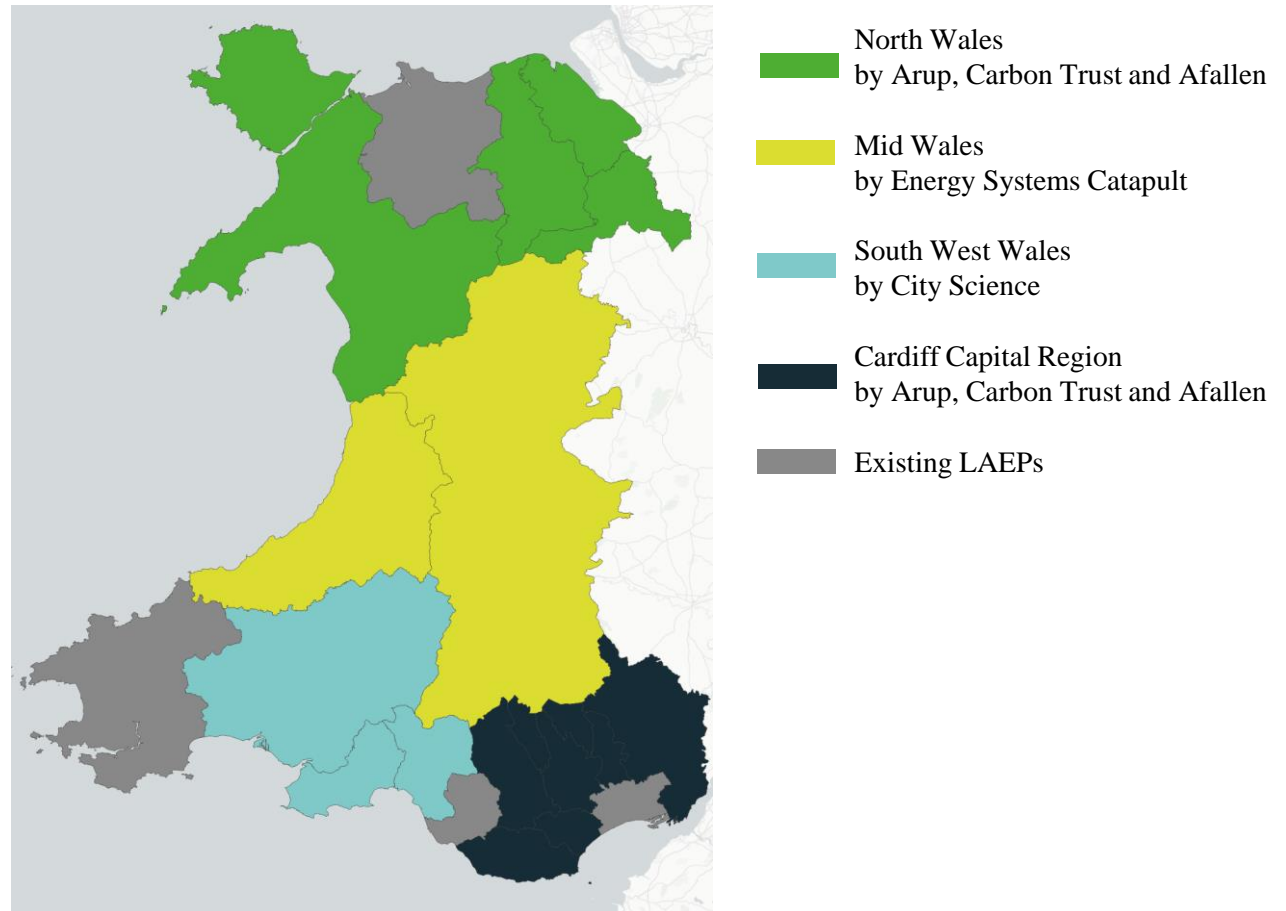 North Wales
by Arup, Carbon Trust and Afallen
Mid Wales
by Energy Systems Catapult
South West Wales
by City Science
Cardiff Capital Region
by Arup, Carbon Trust and Afallen
Existing LAEPs